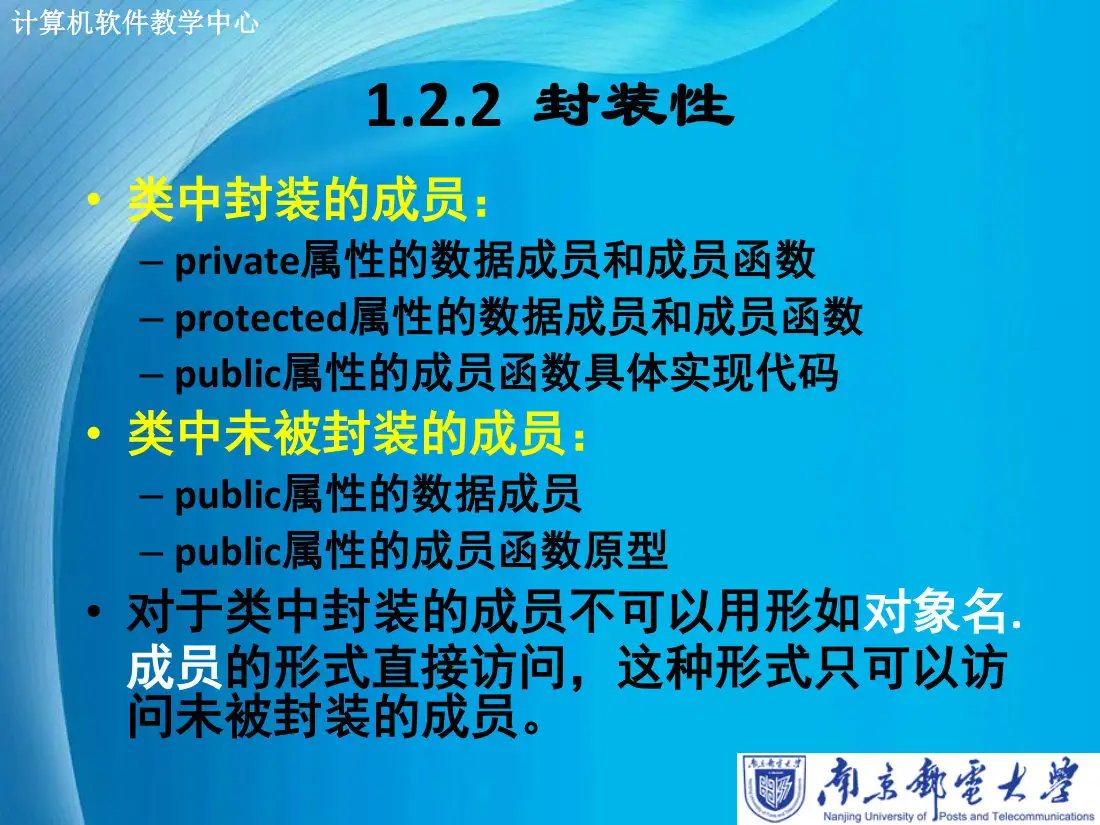 计算机软件教学中心
1.2.2 封装性
• 类中封装的成员：
– private属性的数据成员和成员函数
– protected属性的数据成员和成员函数
– public属性的成员函数具体实现代码
• 类中未被封装的成员：
– public属性的数据成员
– public属性的成员函数原型
• 对于类中封装的成员不可以用形如对象名.
成员的形式直接访问，这种形式只可以访
问未被封装的成员。
南京郵電大學
Nanjing University of Posts and Telecommunications